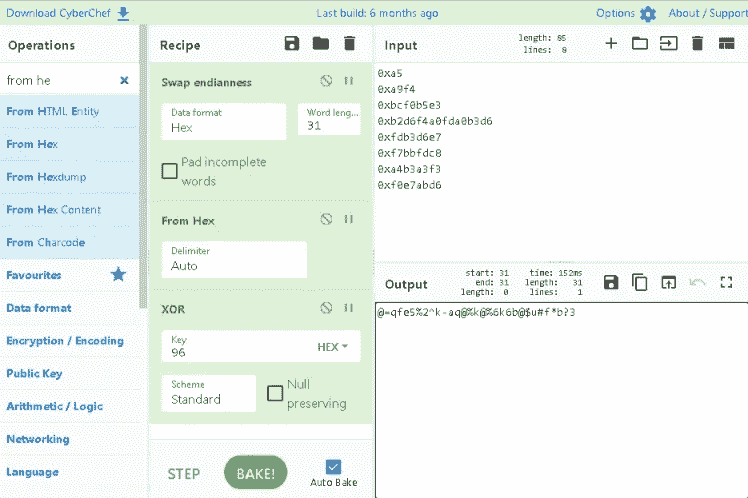 Download CyberChef
Last build: 6 months ago
Options
About / Support
Operations
from he
From HTML Entity
From Hex
From Hexdump
From Hex Content
From Charcode
Favourites
Data format
Encryption / Encoding
Public Key
Arithmetic / Logic
Networking
Language
Recipe
Swap endianness
Data format
Hex
Word leng...
31
Pad incomplete
words
From Hex
Delimiter
Auto
XOR
Key
96
HEX
Scheme
Standard
Null
preserving
STEP
BAKE!
Auto Bake
Input
length: 85
lines: 8
0xa5
0xa9f4
0xbcf0b5e3
0xb2d6f4a0fda0b3d6
0xfdb3d6e7
0xf7bbfdc8
0xa4b3a3f3
0xf0e7abd6
Output
start: 31
end: 31
length: 0
time: 152ms
length: 31
lines: 1
@=qfe5%2^k-aq@%k@%6k6b@$u#f*b?3